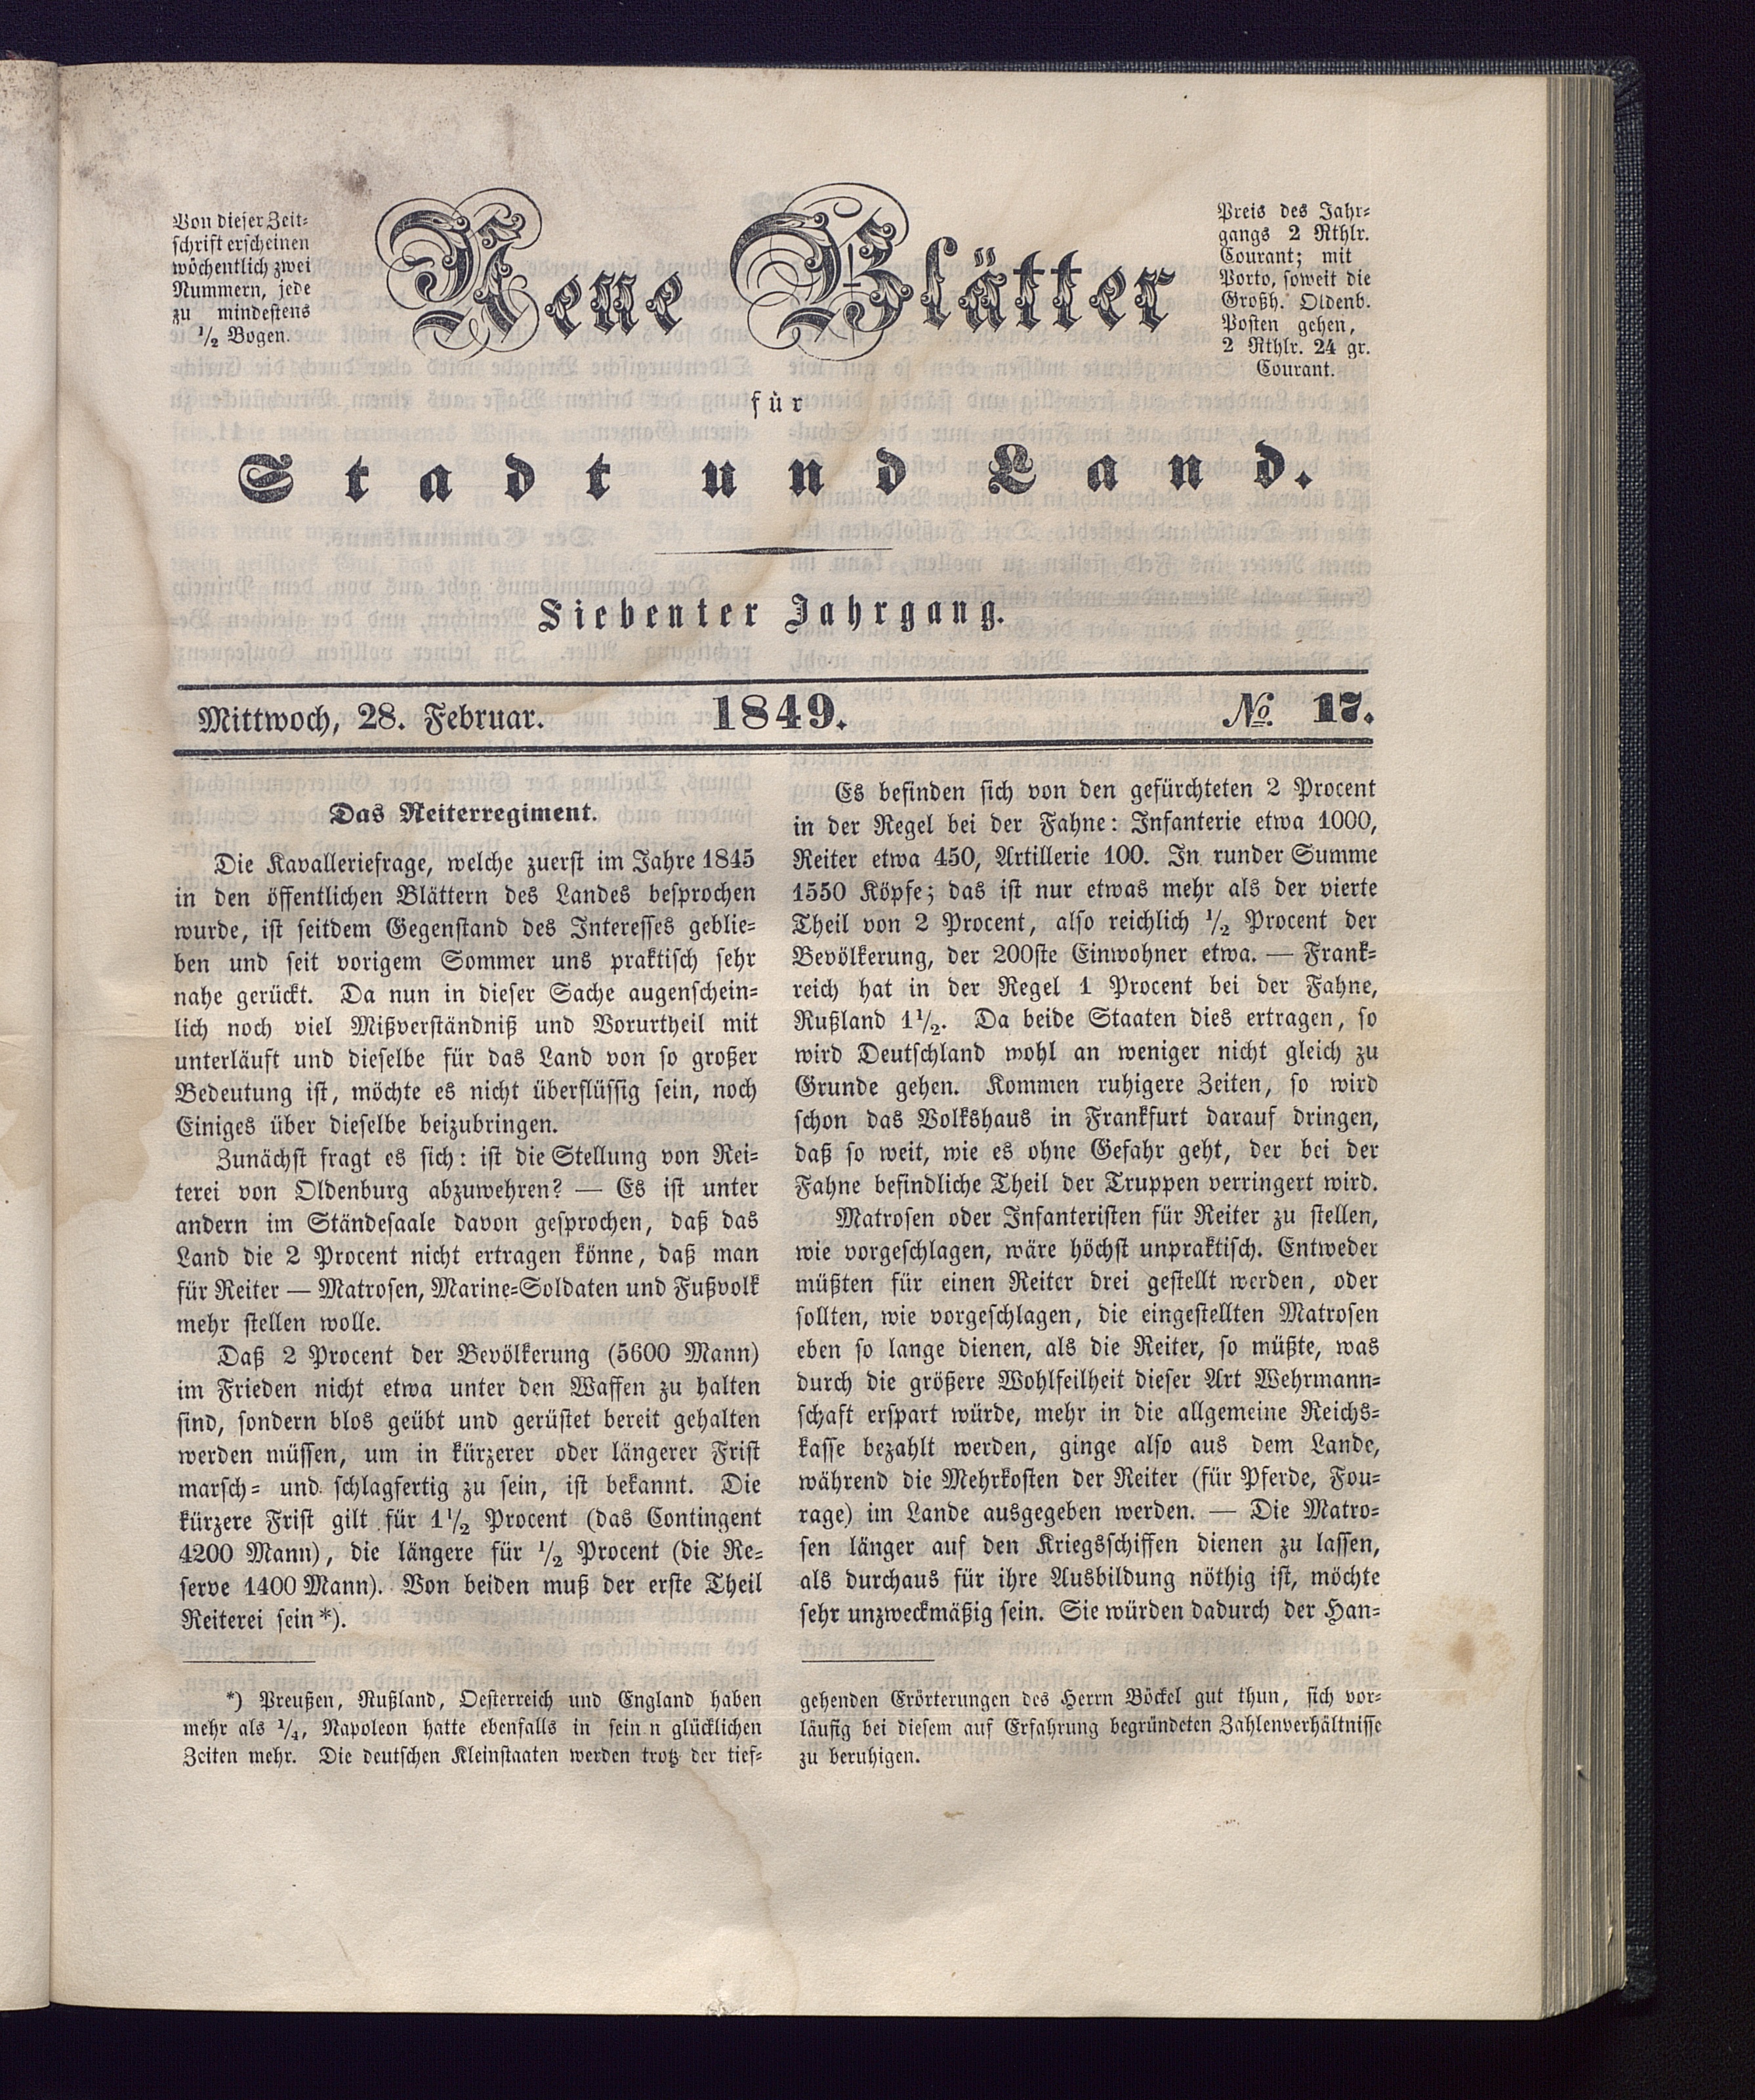 Von dieser Zeit-
schrift erscheinen
wöchentlich zwei
Nummern, jede
zu mindestens
1/2 Bogen.
Neue Blätter
Preis des Jahr-
gangs 2 Rthlr.
Courant; mit
Porto, soweit die
Großh. Oldenb.
Posten gehen,
2 Rthlr. 24 gr.
Courant.
für
Stadt und Land.
Siebenter Jahrgang.
Mittwoch, 28. Februar. 1849. No. 17.
Das Reiterregiment.
Die Kavalleriefrage, welche zuerst im Jahre 1845
in den öffentlichen Blättern des Landes besprochen
wurde, ist seitdem Gegenstand des Interesses geblie-
ben und seit vorigem Sommer uns praktisch sehr
nahe gerückt. Da nun in dieser Sache augenschein-
lich noch viel Mißverständniß und Vorurtheil mit
unterläuft und dieselbe für das Land von so großer
Bedeutung ist, möchte es nicht überflüssig sein, noch
Einiges über dieselbe beizubringen.
Zunächst fragt es sich: ist die Stellung von Rei-
terei von Oldenburg abzuwehren? — Es ist unter
andern im Ständesaale davon gesprochen, daß das
Land die 2 Procent nicht ertragen könne, daß man
für Reiter — Matrosen, Marine-Soldaten und Fußvolk
mehr stellen wolle.
Daß 2 Procent der Bevölkerung (5600 Mann)
im Frieden nicht etwa unter den Waffen zu halten
sind, sondern blos geübt und gerüstet bereit gehalten
werden müssen, um in kürzerer oder längerer Frist
marsch- und schlagfertig zu sein, ist bekannt. Die
kürzere Frist gilt für 1 1/2 Procent (das Contingent
4200 Mann), die längere für 1/2 Procent (die Re-
serve 1400 Mann). Von beiden muß der erste Theil
Reiterei sein*).
*) Preußen, Rußland, Oesterreich und England haben
mehr als 1/4, Napoleon hatte ebenfalls in sein n glücklichen
Zeiten mehr. Die deutschen Kleinstaaten werden trotz der tief-
Es befinden sich von den gefürchteten 2 Procent
in der Regel bei der Fahne: Infanterie etwa 1000,
Reiter etwa 450, Artillerie 100. In runder Summe
1550 Köpfe; das ist nur etwas mehr als der vierte
Theil von 2 Procent, also reichlich 1/2 Procent der
Bevölkerung, der 200ste Einwohner etwa. — Frank-
reich hat in der Regel 1 Procent bei der Fahne,
Rußland 1 1/2. Da beide Staaten dies ertragen, so
wird Deutschland wohl an weniger nicht gleich zu
Grunde gehen. Kommen ruhigere Zeiten, so wird
schon das Volkshaus in Frankfurt darauf dringen,
daß so weit, wie es ohne Gefahr geht, der bei der
Fahne befindliche Theil der Truppen verringert wird.
Matrosen oder Infanteristen für Reiter zu stellen,
wie vorgeschlagen, wäre höchst unpraktisch. Entweder
müßten für einen Reiter drei gestellt werden, oder
sollten, wie vorgeschlagen, die eingestellten Matrosen
eben so lange dienen, als die Reiter, so müßte, was
durch die größere Wohlfeilheit dieser Art Wehrmann-
schaft erspart würde, mehr in die allgemeine Reichs-
kasse bezahlt werden, ginge also aus dem Lande,
während die Mehrkosten der Reiter (für Pferde, Fou-
rage) im Lande ausgegeben werden. — Die Matro-
sen länger auf den Kriegsschiffen dienen zu lassen,
als durchaus für ihre Ausbildung nöthig ist, möchte
sehr unzweckmäßig sein. Sie würden dadurch der Han-
gehenden Erörterungen des Herrn Böckel gut thun, sich vor-
läufig bei diesem auf Erfahrung begründeten Zahlenverhältnisse
zu beruhigen.